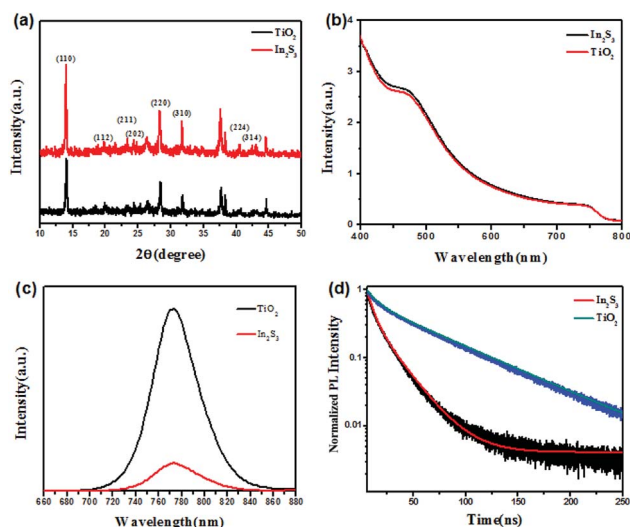 (a)
TiO2
In2S3
(110)
(112)
(211)
(202)
(220)
(310)
(224)
(314)
Intensity(a.u.)
10 15 20 25 30 35 40 45 50
2Θ(degree)
(b)
In2S3
TiO2
Intensity(a.u.)
4
3
2
1
0
400 500 600 700 800
Wavelength(nm)
(c)
TiO2
In2S3
Intensity(a.u.)
660 680 700 720 740 760 780 800 820 840 860 880
Wavelength(nm)
(d)
In2S3
TiO2
Normalized PL Intensity
1
0.1
0.01
50 100 150 200 250
Time(ns)